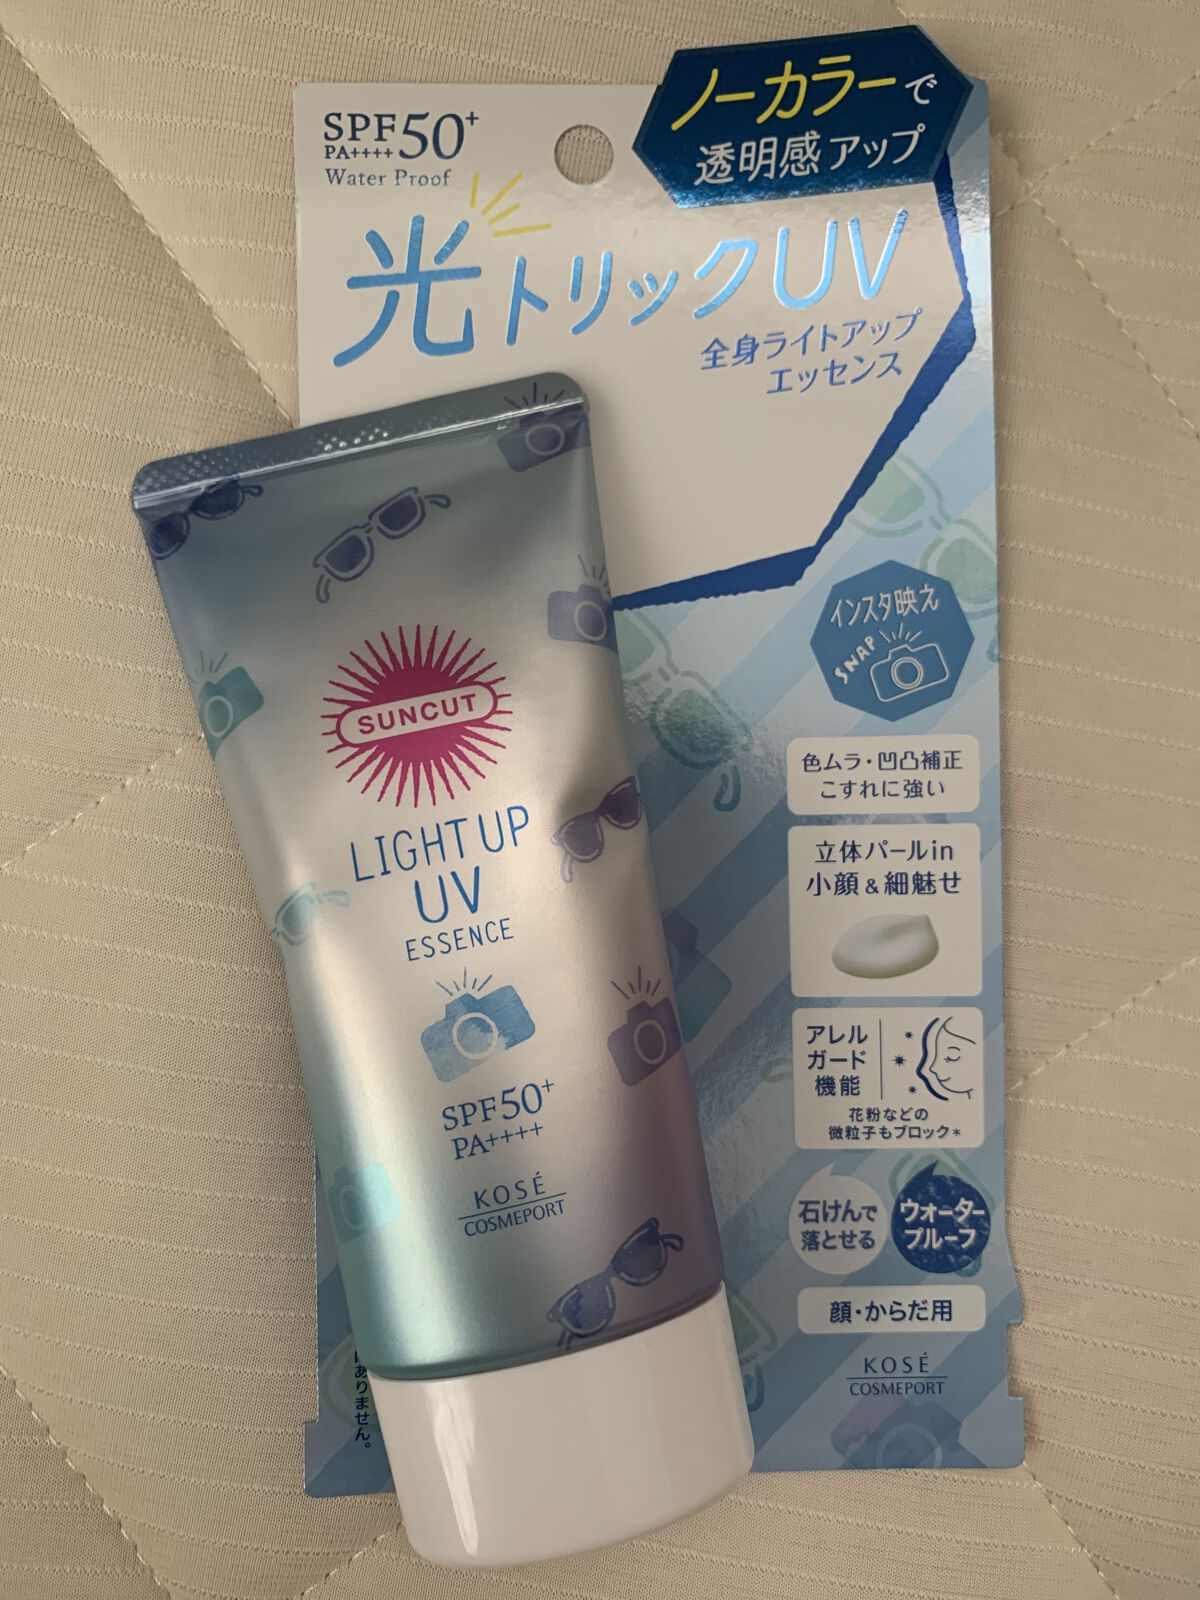 SPF50+
PA++++
Water Proof
ノーカラーで
透明感アップ
光トリックUV
全身ライトアップ
エッセンス
インスタ映え
SNAP
色ムラ・凹凸補正
こすれに強い
立体パールin
小顔&細魅せ
アレル
ガード
機能
花粉などの
微粒子もブロック*
石けんで
落とせる
ウォーター
プルーフ
顔・からだ用
KOSÉ
COSMEPORT
SUNCUT
LIGHT UP
UV
ESSENCE
SPF50+
PA++++
KOSÉ
COSMEPORT
はありません。